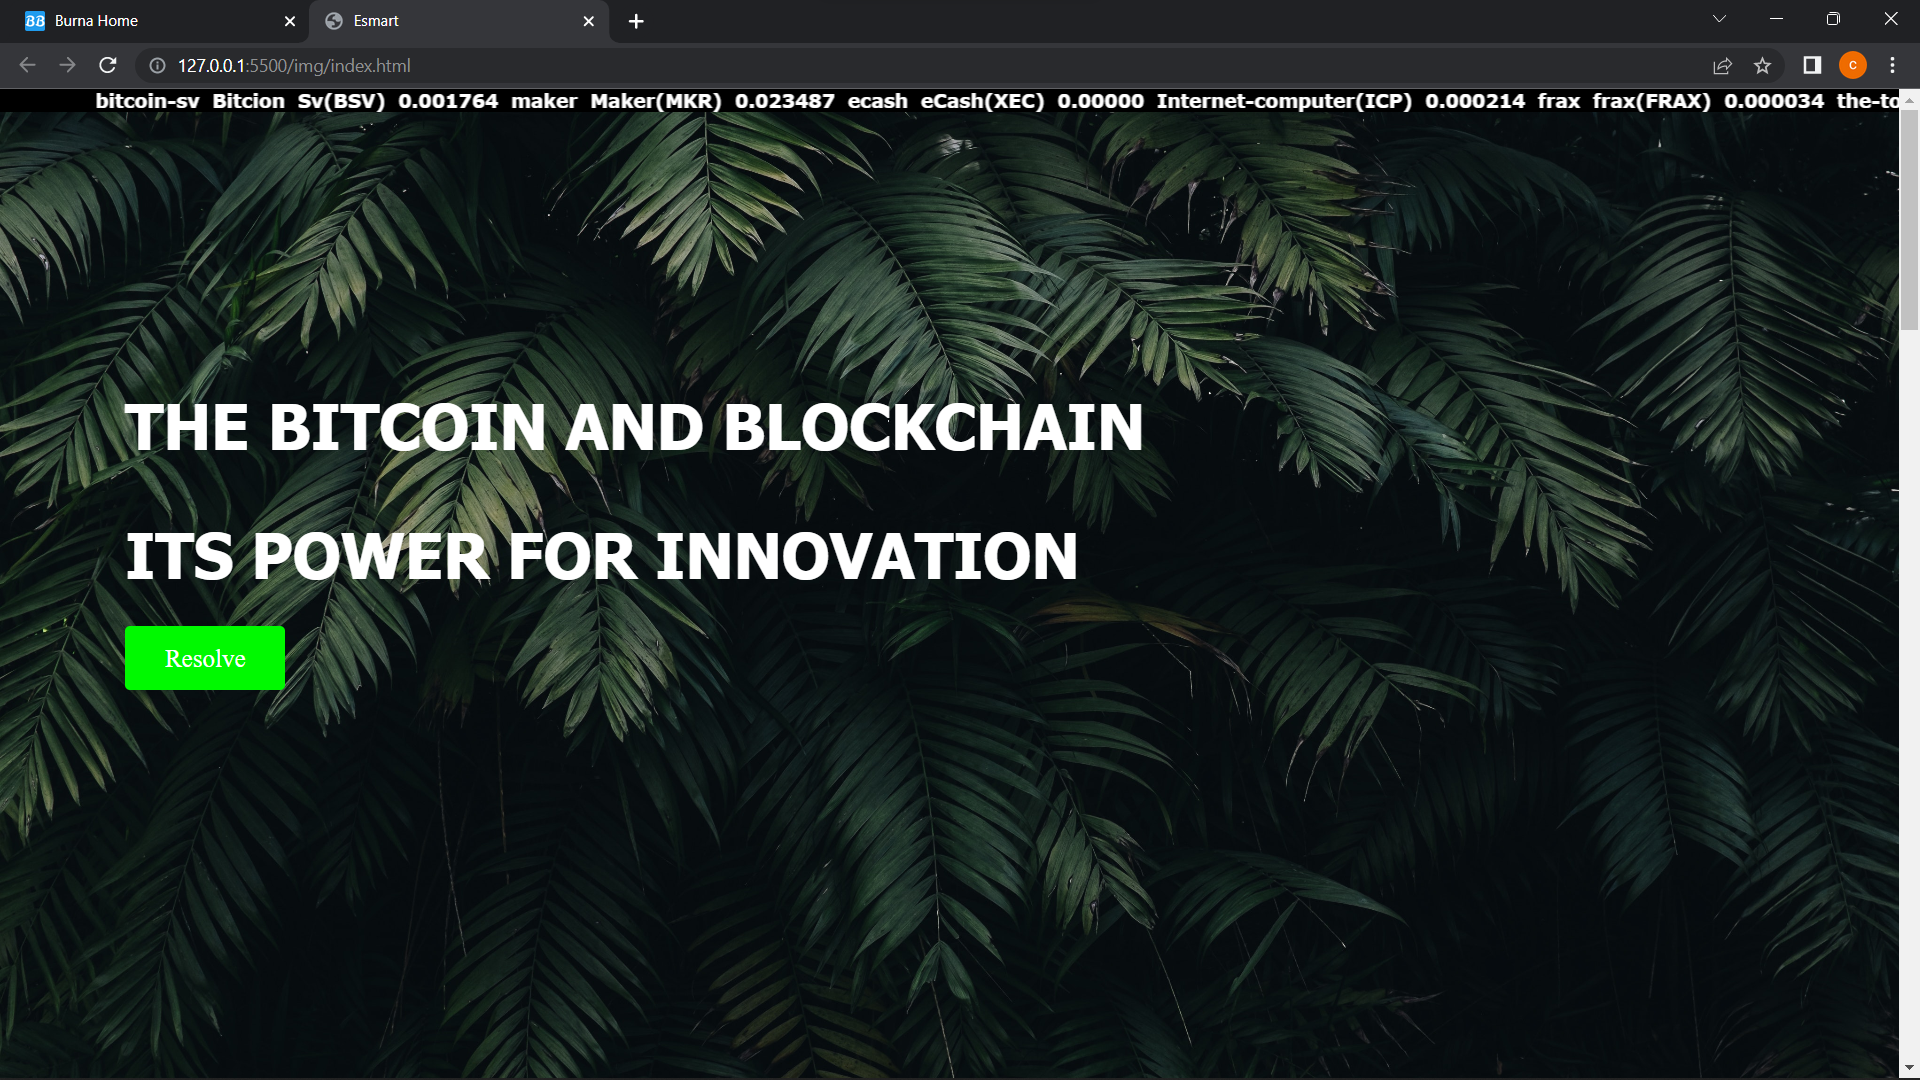 Burna Home
Esmart
127.0.0.1:5500/img/index.html
bitcoin-sv Bitcion Sv(BSV) 0.001764 maker Maker(MKR) 0.023487 ecash eCash(XEC) 0.00000 Internet-computer(ICP) 0.000214 frax frax(FRAX) 0.000034 the-to
THE BITCOIN AND BLOCKCHAIN
ITS POWER FOR INNOVATION
Resolve